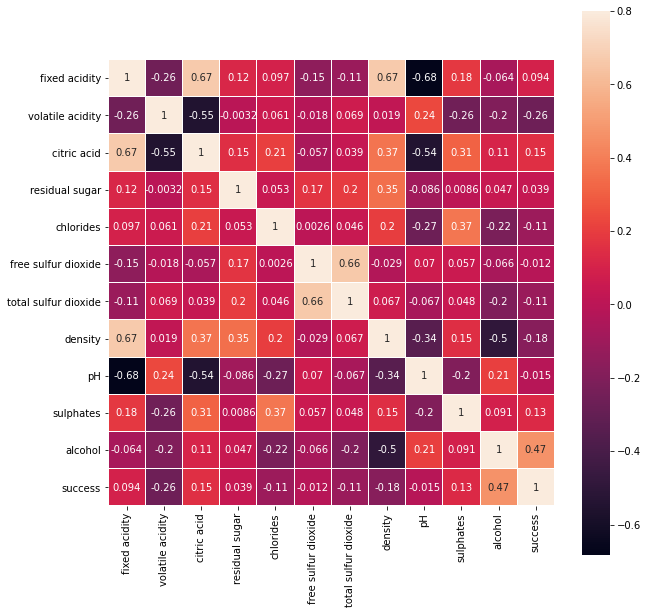 0.8
fixed acidity 1 -0.26 0.67 0.12 0.097 -0.15 -0.11 0.67 -0.68 0.18 -0.064 0.094
volatile acidity -0.26 1 -0.55 -0.0032 0.061 -0.018 0.069 0.019 0.24 -0.26 -0.2 -0.26
0.6
citric acid 0.67 -0.55 1 0.15 0.21 -0.057 0.039 0.37 -0.54 0.31 0.11 0.15
0.4
residual sugar 0.12 -0.0032 0.15 1 0.053 0.17 0.2 0.35 -0.086 0.0086 0.047 0.039
chlorides 0.097 0.061 0.21 0.053 1 0.0026 0.046 0.2 -0.27 0.37 -0.22 -0.11
0.2
free sulfur dioxide -0.15 -0.018 -0.057 0.17 0.0026 1 0.66 -0.029 0.07 0.057 -0.066 -0.012
total sulfur dioxide -0.11 0.069 0.039 0.2 0.046 0.66 1 0.067 -0.067 0.048 -0.2 -0.11
0.0
density 0.67 0.019 0.37 0.35 0.2 -0.029 0.067 1 -0.34 0.15 -0.5 -0.18
pH -0.68 0.24 -0.54 -0.086 -0.27 0.07 -0.067 -0.34 1 -0.2 0.21 -0.015
−0.2
sulphates 0.18 -0.26 0.31 0.0086 0.37 0.057 0.048 0.15 -0.2 1 0.091 0.13
alcohol -0.064 -0.2 0.11 0.047 -0.22 -0.066 -0.2 -0.5 0.21 0.091 1 0.47
−0.4
success 0.094 -0.26 0.15 0.039 -0.11 -0.012 -0.11 -0.18 -0.015 0.13 0.47 1
−0.6
fixed acidity
volatile acidity
citric acid
residual sugar
chlorides
free sulfur dioxide
total sulfur dioxide
density
pH
sulphates
alcohol
success